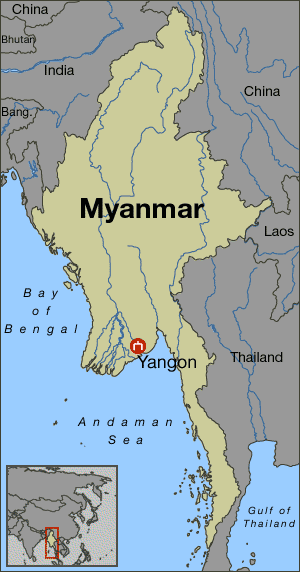 China
Bhutan
India
China
Bang.
Myanmar
Laos
Bay
of
Bengal
Yangon
Thailand
Andaman
Sea
Gulf of
Thailand